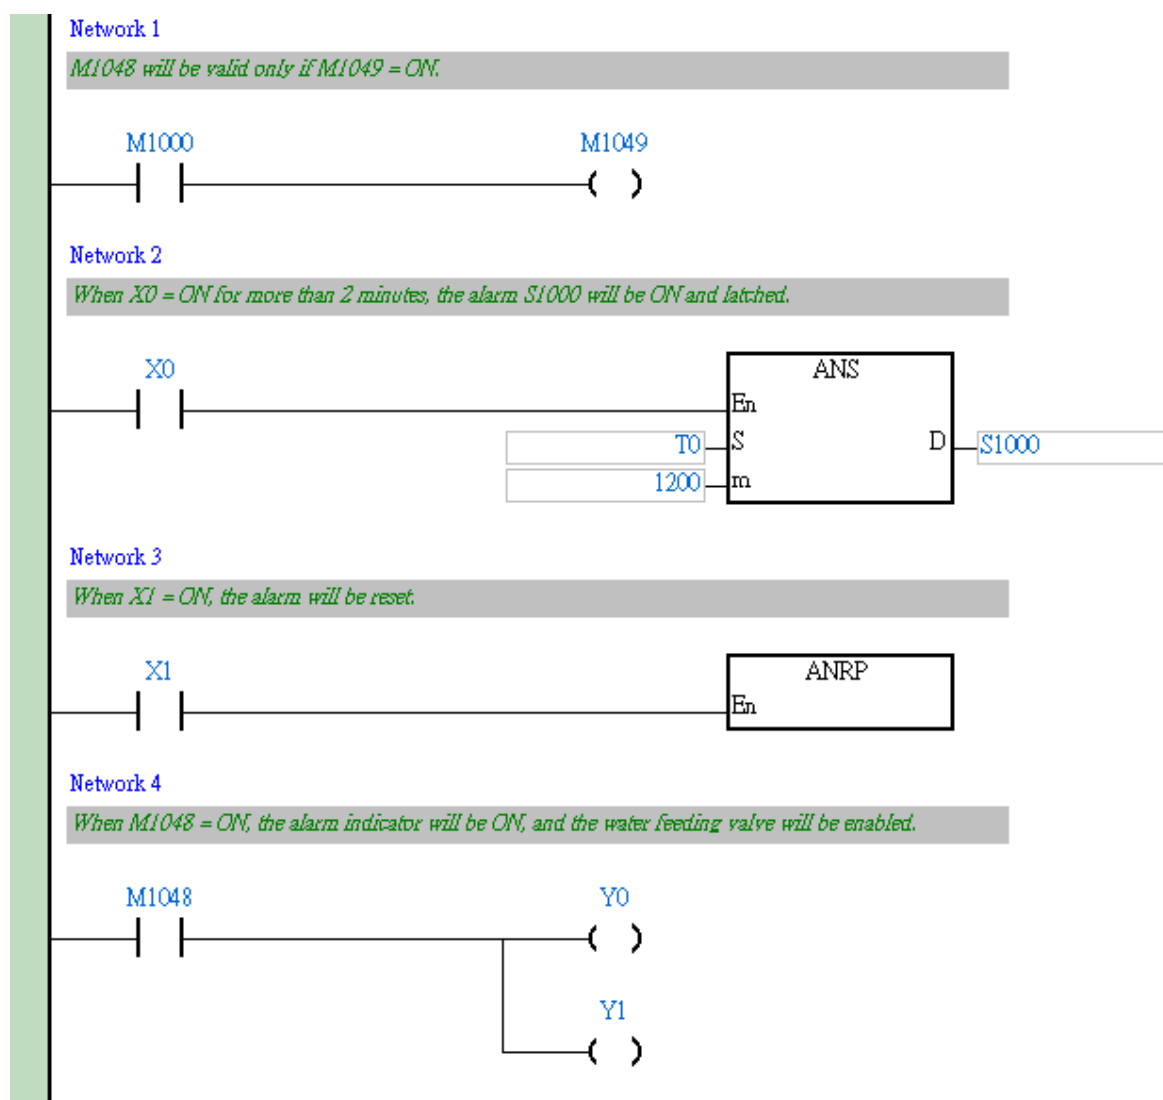 Network 1
M1048 will be valid only if M1049 = ON.
M1000 M1049
( )
Network 2
When X0 = ON for more than 2 minutes, the alarm S1000 will be ON and latched.
X0
ANS
En
T0 S D S1000
1200 m
Network 3
When X1 = ON, the alarm will be reset.
X1
ANRP
En
Network 4
When M1048 = ON, the alarm indicator will be ON, and the water feeding valve will be enabled.
M1048 Y0
( )
Y1
( )